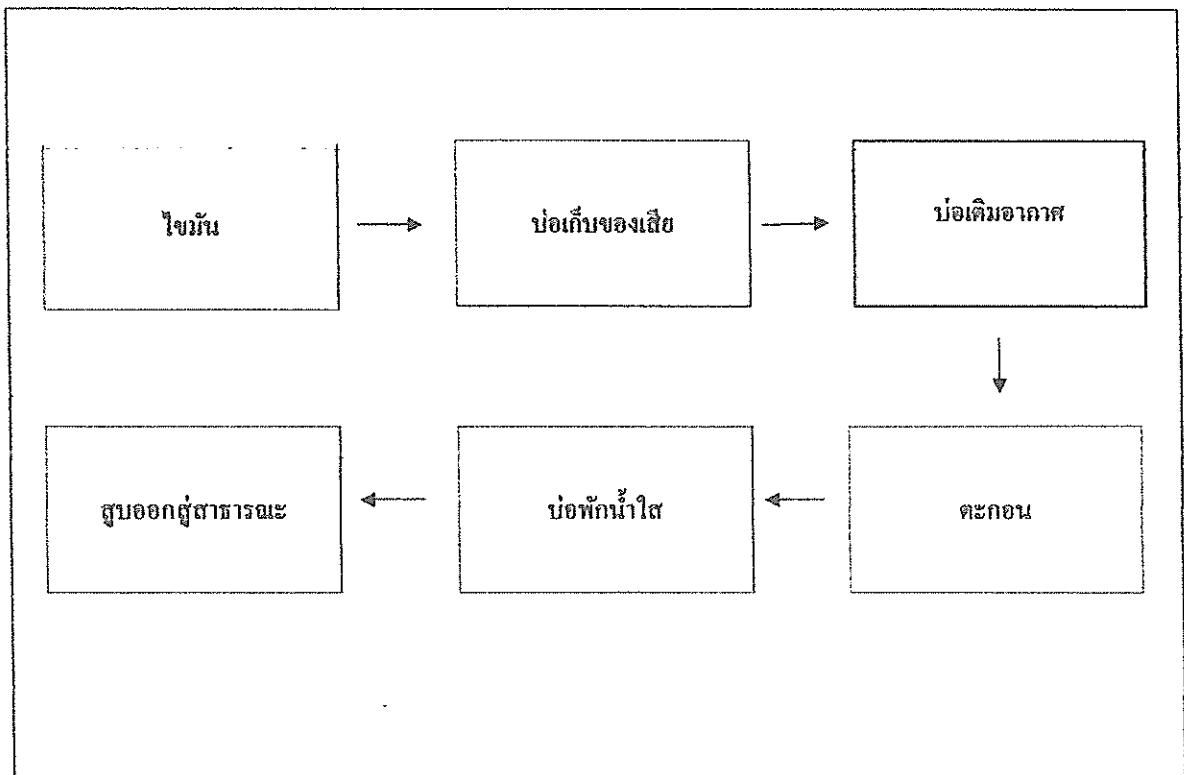 ไขมัน
บ่อเก็บของเสีย
บ่อเติมอากาศ
ตะกอน
บ่อพักน้ำใส
สูบออกสู่สาธารณะ